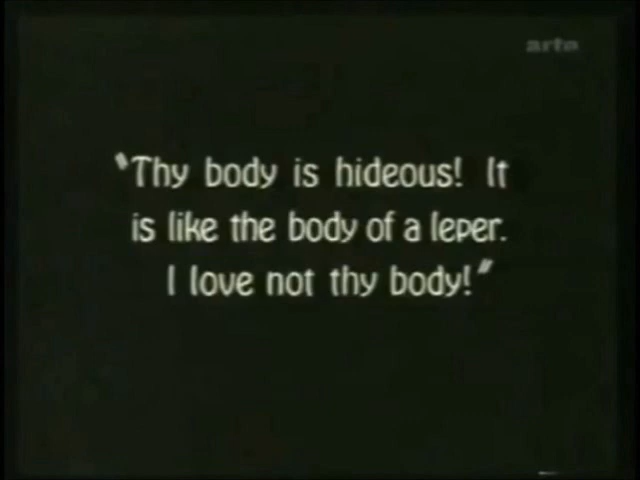 arte
"Thy body is hideous! It
is like the body of a leper.
I love not thy body!"